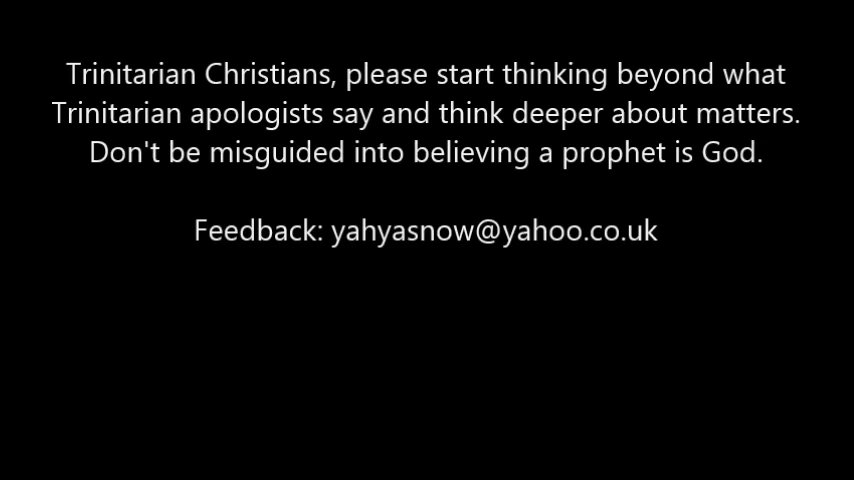 Trinitarian Christians, please start thinking beyond what
Trinitarian apologists say and think deeper about matters.
Don't be misguided into believing a prophet is God.
Feedback: yahyasnow@yahoo.co.uk